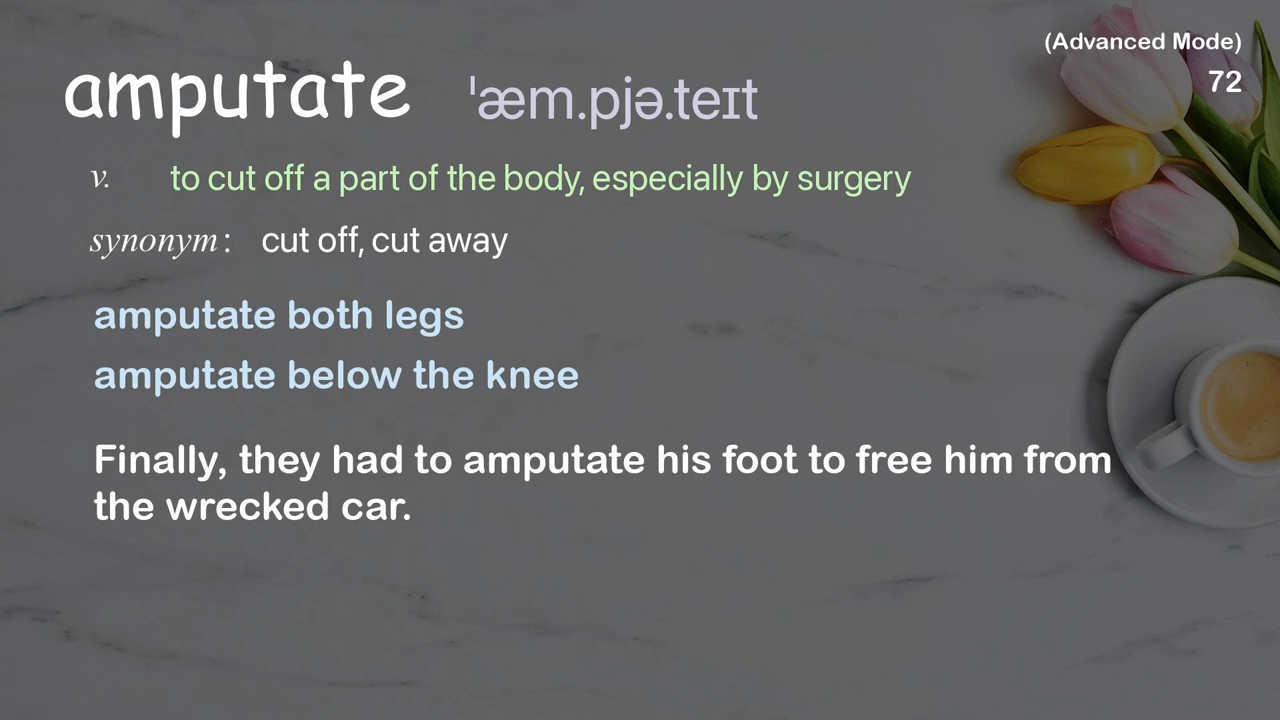 (Advanced Mode)
amputate ˈæm.pjə.teɪt
72
v. to cut off a part of the body, especially by surgery
synonym: cut off, cut away
amputate both legs
amputate below the knee
Finally, they had to amputate his foot to free him from
the wrecked car.